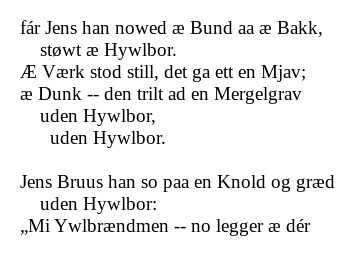 fár Jens han nowed æ Bund aa æ Bakk,
støwt æ Hywlbor.
Æ Værk stod still, det ga ett en Mjav;
æ Dunk -- den trilt ad en Mergelgrav
uden Hywlbor,
uden Hywlbor.
Jens Bruus han so paa en Knold og græd
uden Hywlbor:
„Mi Ywlbrændmen -- no legger æ dér